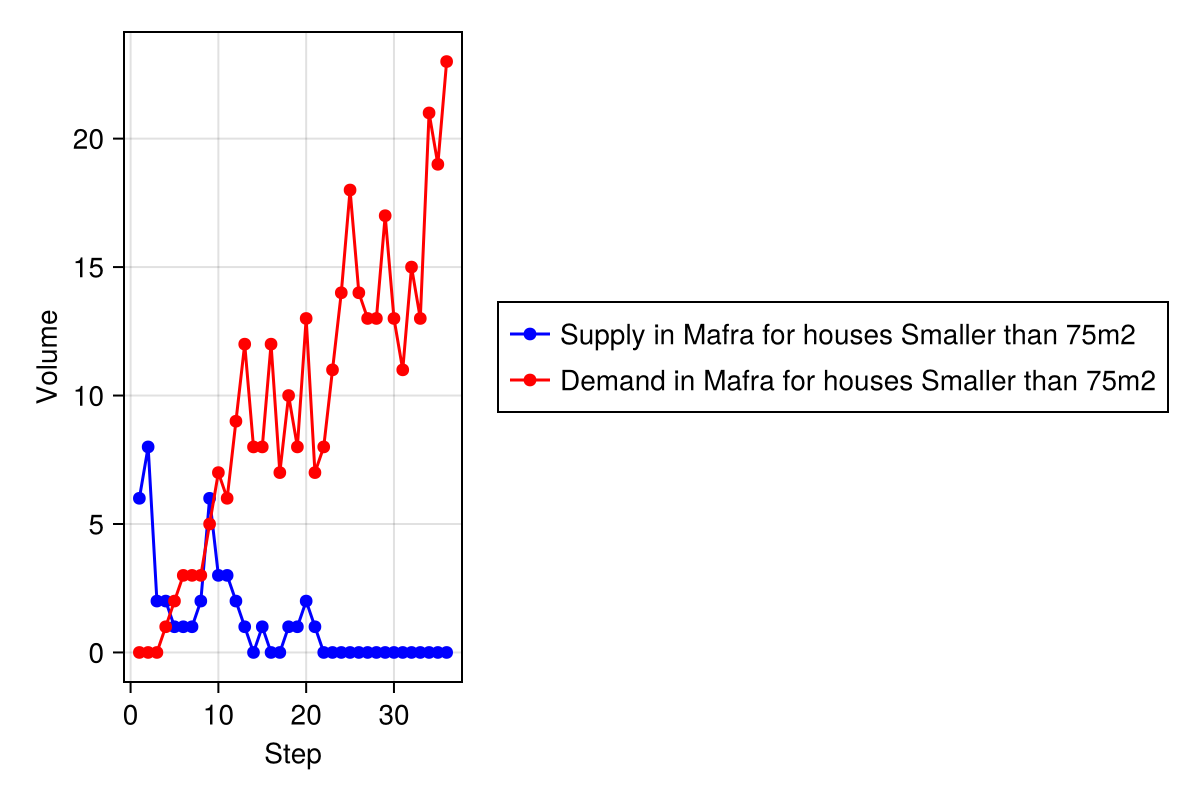 Volume
20
15
10
5
0
0 10 20 30
Step
Supply in Mafra for houses Smaller than 75m2
Demand in Mafra for houses Smaller than 75m2